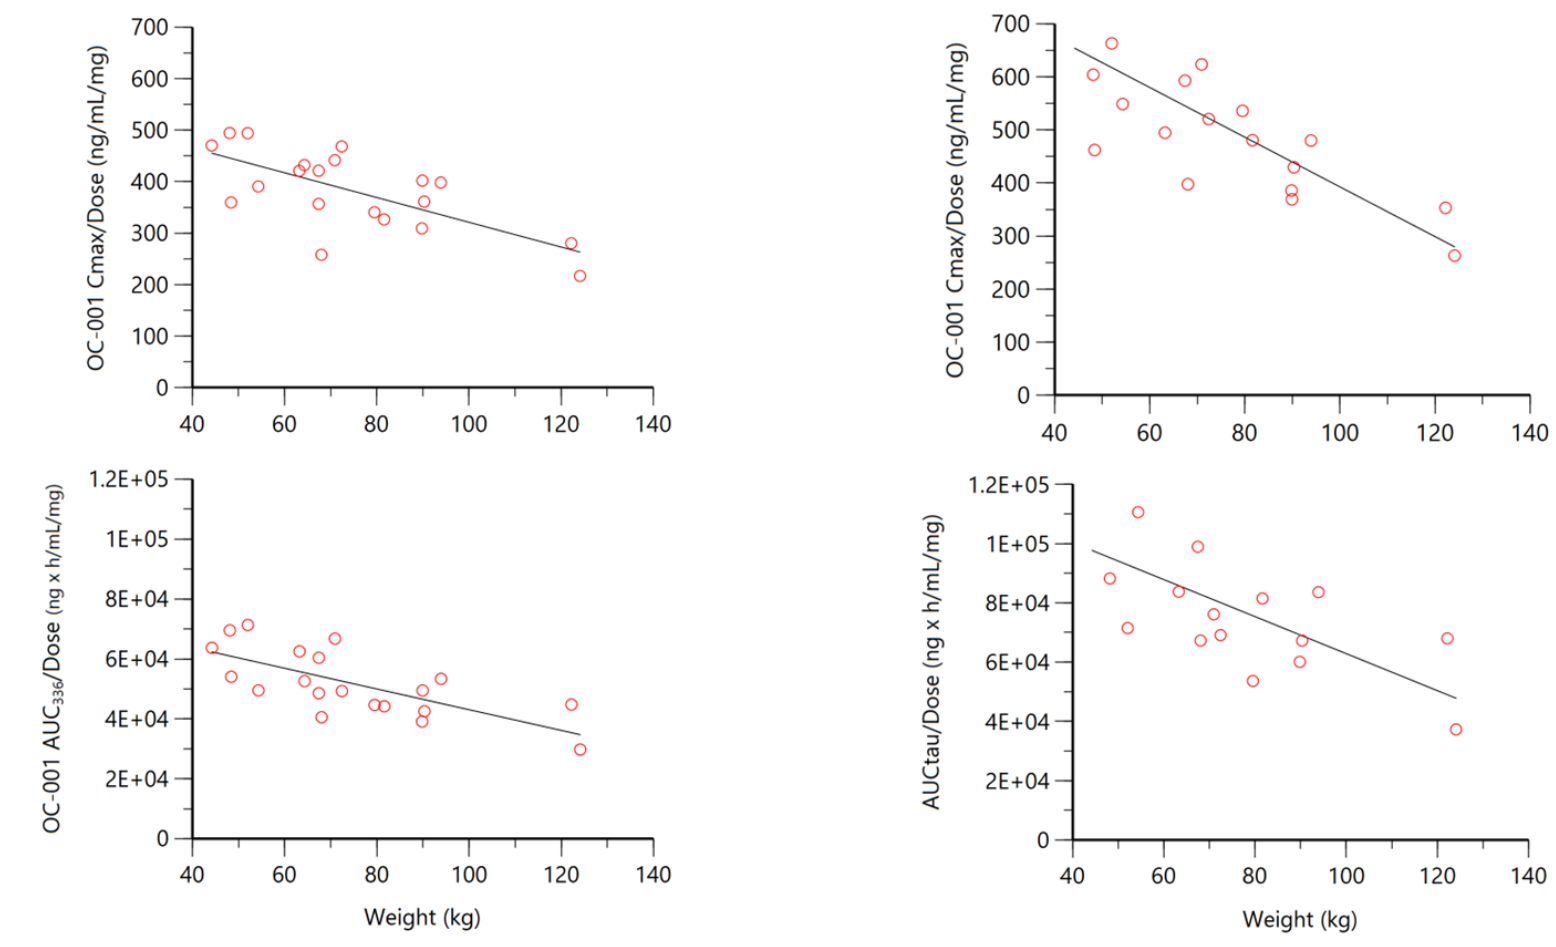 OC-001 Cmax/Dose (ng/mL/mg)
700
600
500
400
300
200
100
0
40 60 80 100 120 140
OC-001 Cmax/Dose (ng/mL/mg)
700
600
500
400
300
200
100
0
40 60 80 100 120 140
OC-001 AUC336/Dose (ng x h/mL/mg)
1.2E+05
1E+05
8E+04
6E+04
4E+04
2E+04
0
40 60 80 100 120 140
Weight (kg)
AUCtau/Dose (ng x h/mL/mg)
1.2E+05
1E+05
8E+04
6E+04
4E+04
2E+04
0
40 60 80 100 120 140
Weight (kg)